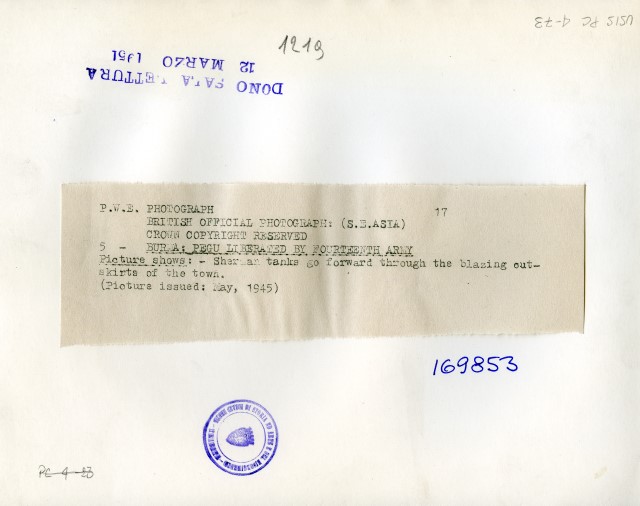 USIS PC 4-73
1219
DONO SALA LETTURA
12 MARZO 1951
P.W.E. PHOTOGRAPH 17
BRITISH OFFICIAL PHOTOGRAPH: (S.E.ASIA)
CROWN COPYRIGHT RESERVED
5 - BURMA: PEGU LIBERATED BY FOURTEENTH ARMY
Picture shows: - Sherman tanks go forward through the blazing out-
skirts of the town.
(Picture issued: May, 1945)
169853
PC 4-53